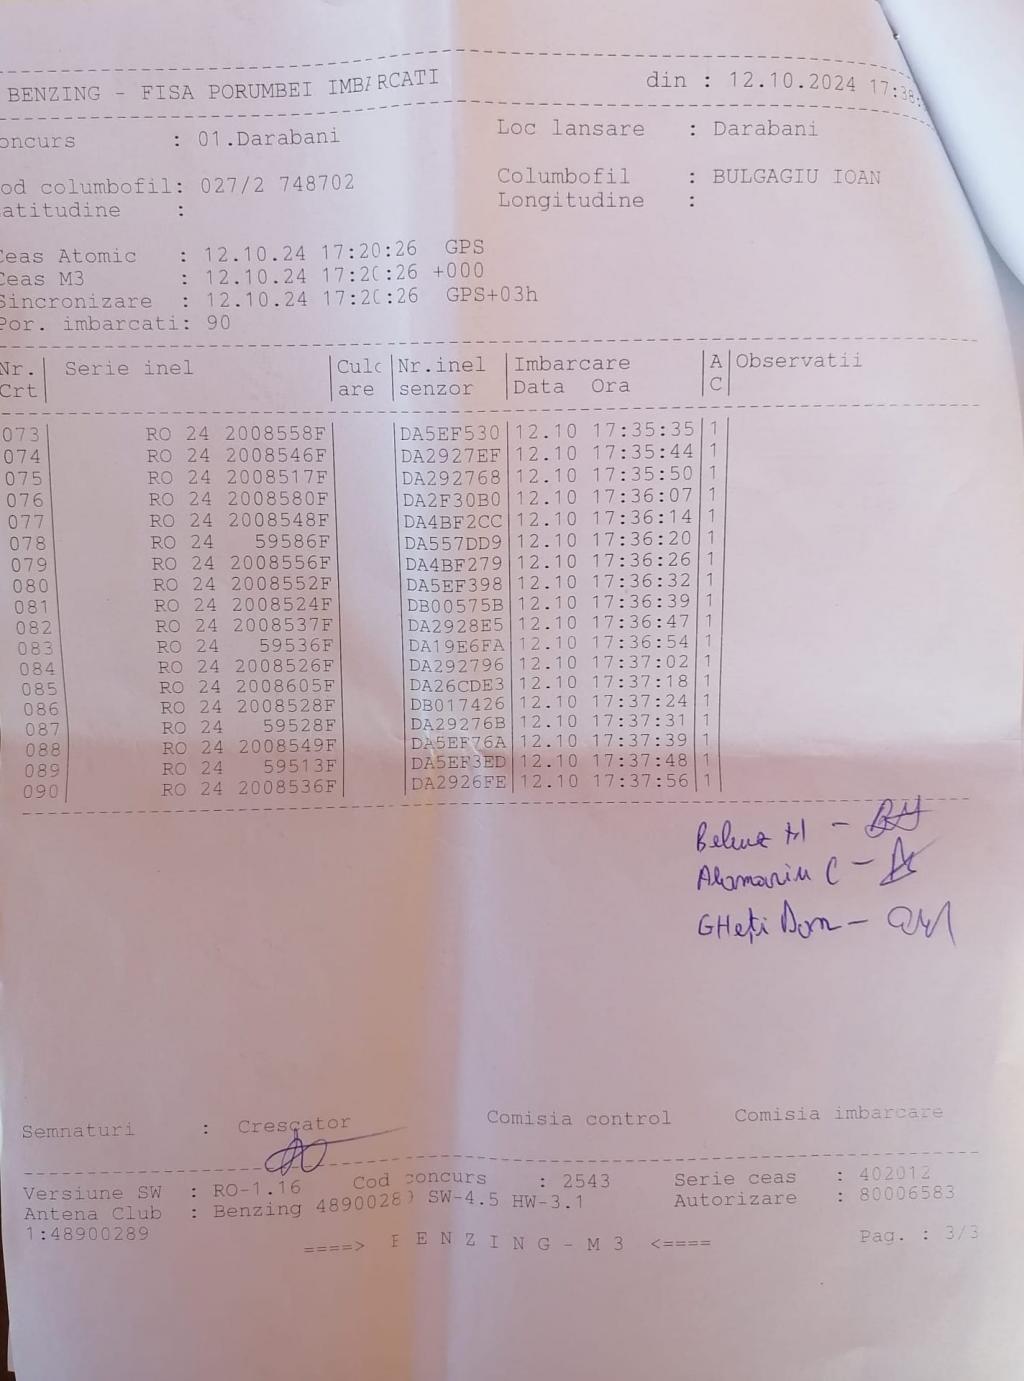 BENZING - FISA PORUMBEI IMBARCATI din : 12.10.2024 17:38:
oncurs : 01.Darabani Loc lansare : Darabani
od columbofil: 027/2 748702 Columbofil : BULGAGIU IOAN
atitudine : Longitudine :
Ceas Atomic : 12.10.24 17:20:26 GPS
Ceas M3 : 12.10.24 17:20:26 +000
Sincronizare : 12.10.24 17:20:26 GPS+03h
Por. imbarcati: 90
Nr. Serie inel Culc Nr.inel Imbarcare A Observatii
Crt are senzor Data Ora C
073 RO 24 2008558F DA5EF530 12.10 17:35:35 1
074 RO 24 2008546F DA2927EF 12.10 17:35:44 1
075 RO 24 2008517F DA292768 12.10 17:35:50 1
076 RO 24 2008580F DA2F30B0 12.10 17:36:07 1
077 RO 24 2008548F DA4BF2CC 12.10 17:36:14 1
078 RO 24 59586F DA557DD9 12.10 17:36:20 1
079 RO 24 2008556F DA4BF279 12.10 17:36:26 1
080 RO 24 2008552F DA5EF398 12.10 17:36:32 1
081 RO 24 2008524F DB00575B 12.10 17:36:39 1
082 RO 24 2008537F DA2928E5 12.10 17:36:47 1
083 RO 24 59536F DA19E6FA 12.10 17:36:54 1
084 RO 24 2008526F DA292796 12.10 17:37:02 1
085 RO 24 2008605F DA26CDE3 12.10 17:37:18 1
086 RO 24 2008528F DB017426 12.10 17:37:24 1
087 RO 24 59528F DA29276B 12.10 17:37:31 1
088 RO 24 2008549F DA5EF76A 12.10 17:37:39 1
089 RO 24 59513F DA5EF3ED 12.10 17:37:48 1
090 RO 24 2008536F DA2926FE 12.10 17:37:56 1
Semnaturi : Crescator Comisia control Comisia imbarcare
Versiune SW : RO-1.16 Cod concurs : 2543 Serie ceas : 402012
Antena Club : Benzing 48900289 SW-4.5 HW-3.1 Autorizare : 80006583
1:48900289
====> BENZING-M3 <==== Pag. : 3/3